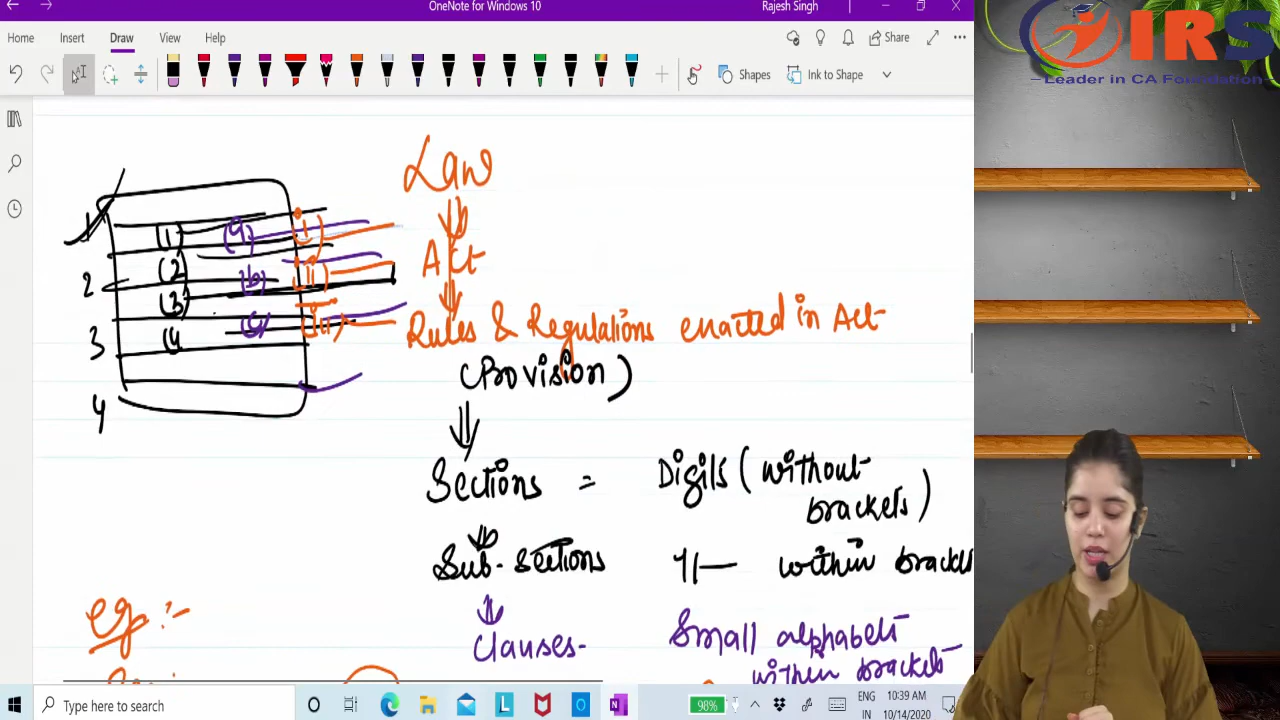 OneNote for Windows 10
Rajesh Singh
Home Insert Draw View Help
Share
Shapes
Ink to Shape
IRS
Leader in CA Foundation
Law
Act
Rules & Regulations enacted in Act
(Provision)
1 (1) (a) (i)
2 (2) (b) (ii)
3 (3) (c) (iii)
4 (4
Sections = Digits (without
brackets)
Sub-Sections 4|— within bracke
Clauses- Small alphabets
within brackets
eg:-
Type here to search
98%
ENG
IN
10:39 AM
10/14/2020